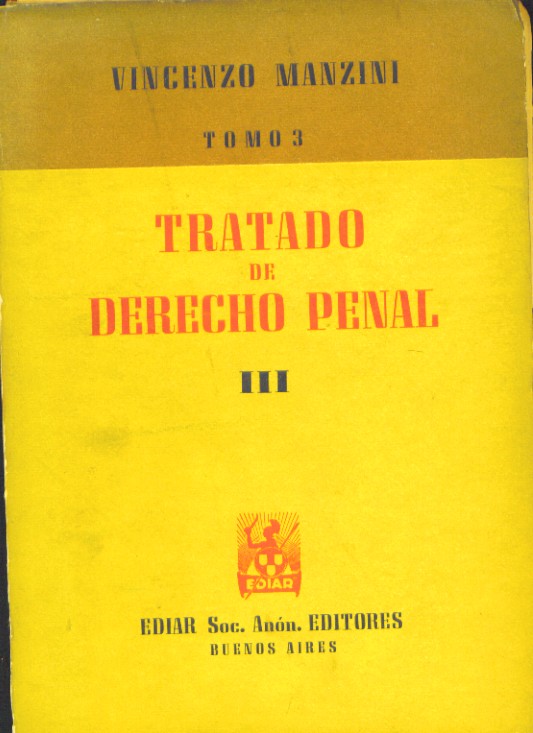 VINCENZO MANZINI
TOMO 3
TRATADO
DE
DERECHO PENAL
III
EDIAR
EDIAR Soc. Anón. EDITORES
BUENOS AIRES